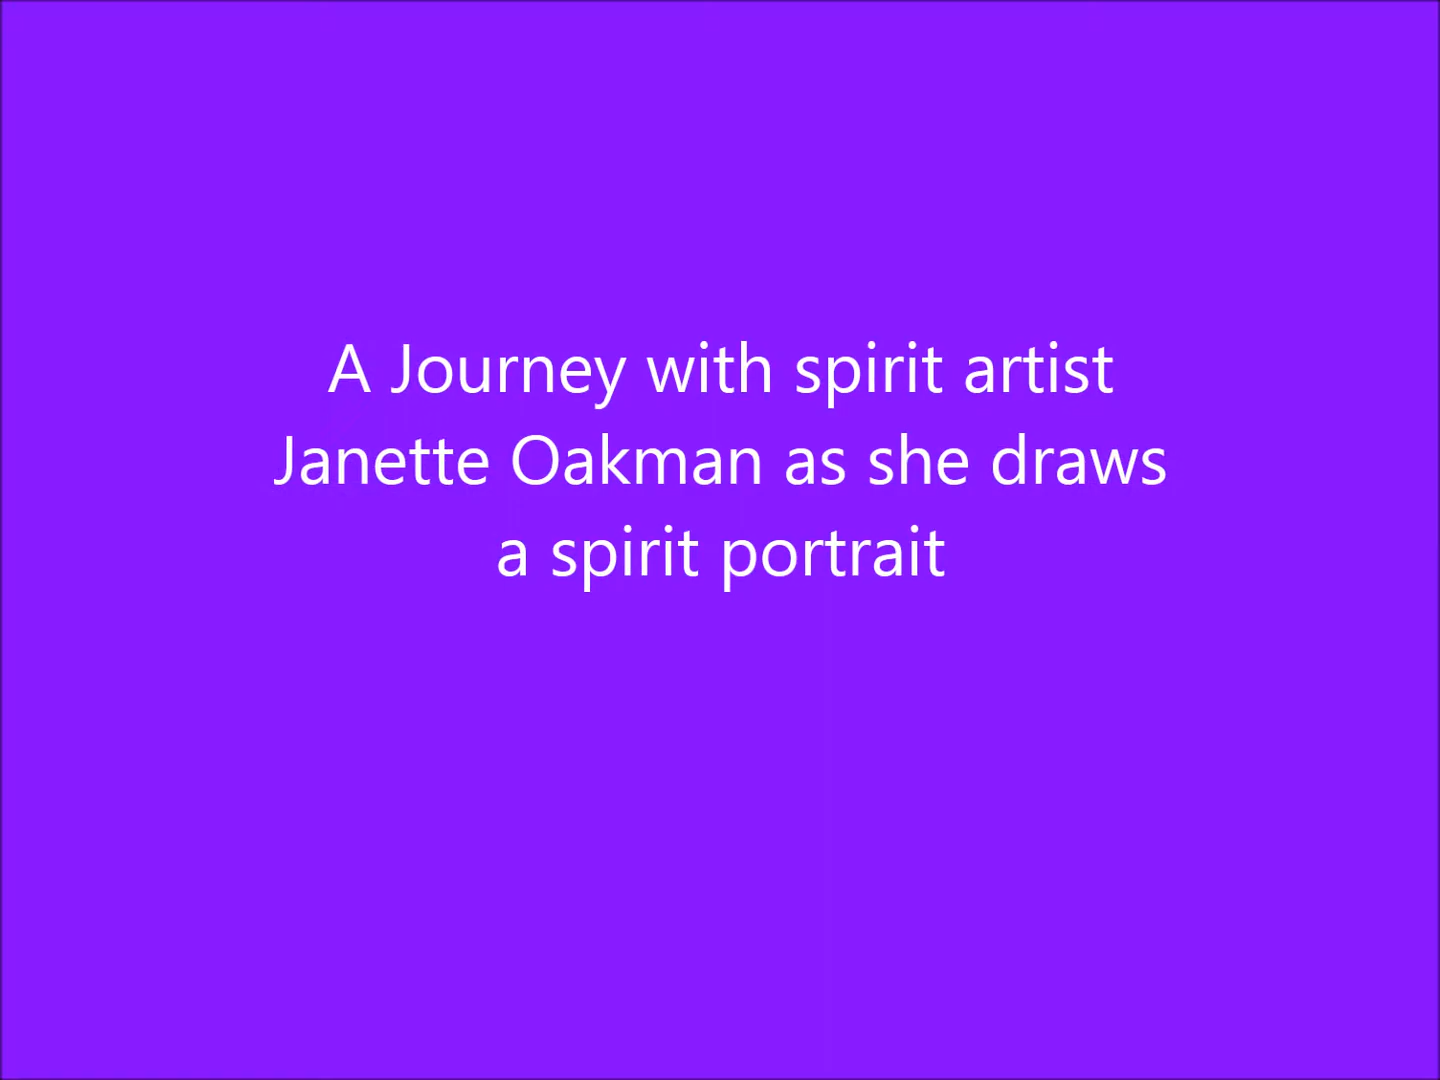 A Journey with spirit artist
Janette Oakman as she draws
a spirit portrait